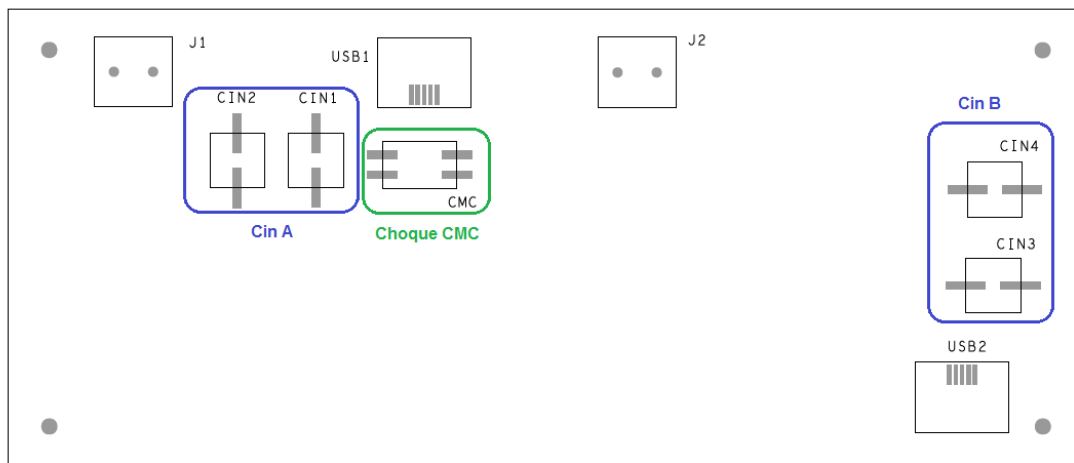 J1
USB1
J2
CIN2
CIN1
Cin B
CIN4
CMC
Cin A
Choque CMC
CIN3
USB2